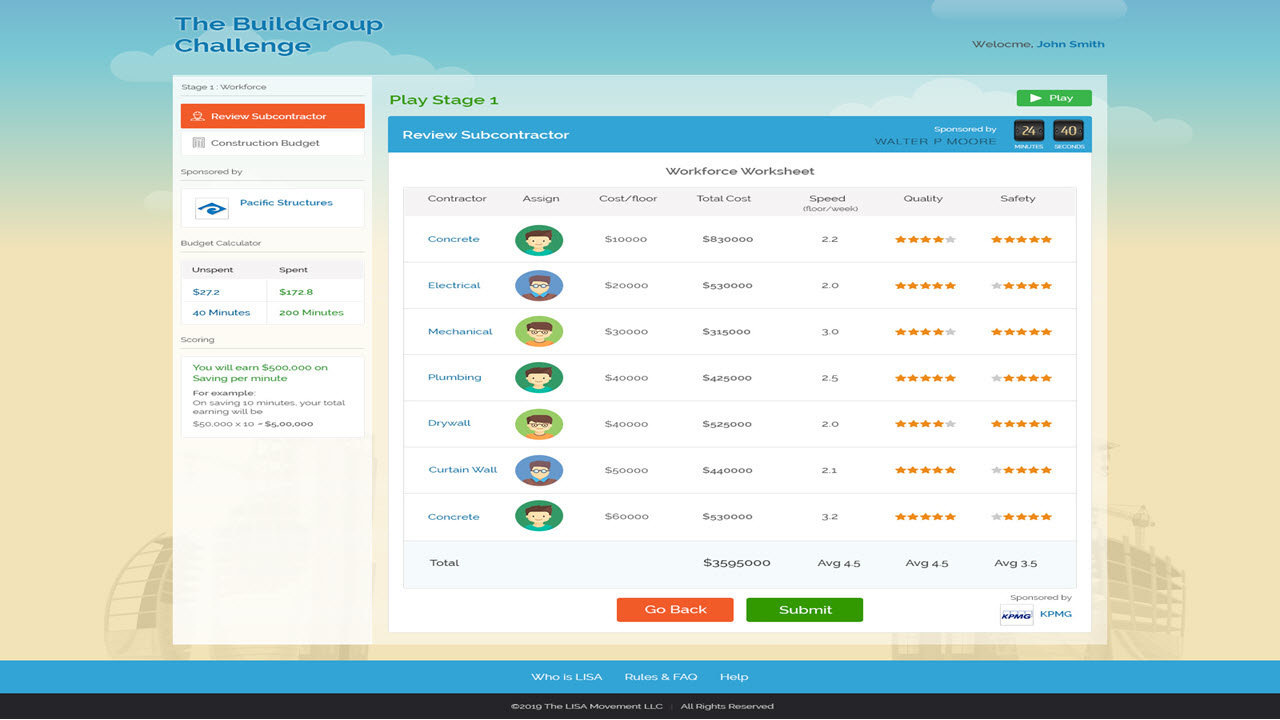 The BuildGroup
Challenge
Welcome, John Smith
Stage 1 : Workforce
Review Subcontractor
Construction Budget
Sponsored by
Pacific Structures
Budget Calculator
Unspent Spent
$27.2 $172.8
40 Minutes 200 Minutes
Scoring
You will earn $500,000 on
Saving per minute
For example:
On saving 10 minutes, your total
earning will be
$50,000 x 10 = $5,00,000
Play Stage 1
Play
Review Subcontractor
Sponsored by
WALTER P MOORE
24 40
MINUTES SECONDS
Workforce Worksheet
Contractor Assign Cost/floor Total Cost Speed Quality Safety
(floor/week)
Concrete $10000 $830000 2.2
Electrical $20000 $530000 2.0
Mechanical $30000 $315000 3.0
Plumbing $40000 $425000 2.5
Drywall $40000 $525000 2.0
Curtain Wall $50000 $440000 2.1
Concrete $60000 $530000 3.2
Total $3595000 Avg 4.5 Avg 4.5 Avg 3.5
Go Back Submit
Sponsored by
KPMG KPMG
Who is LISA Rules & FAQ Help
©2019 The LISA Movement LLC | All Rights Reserved